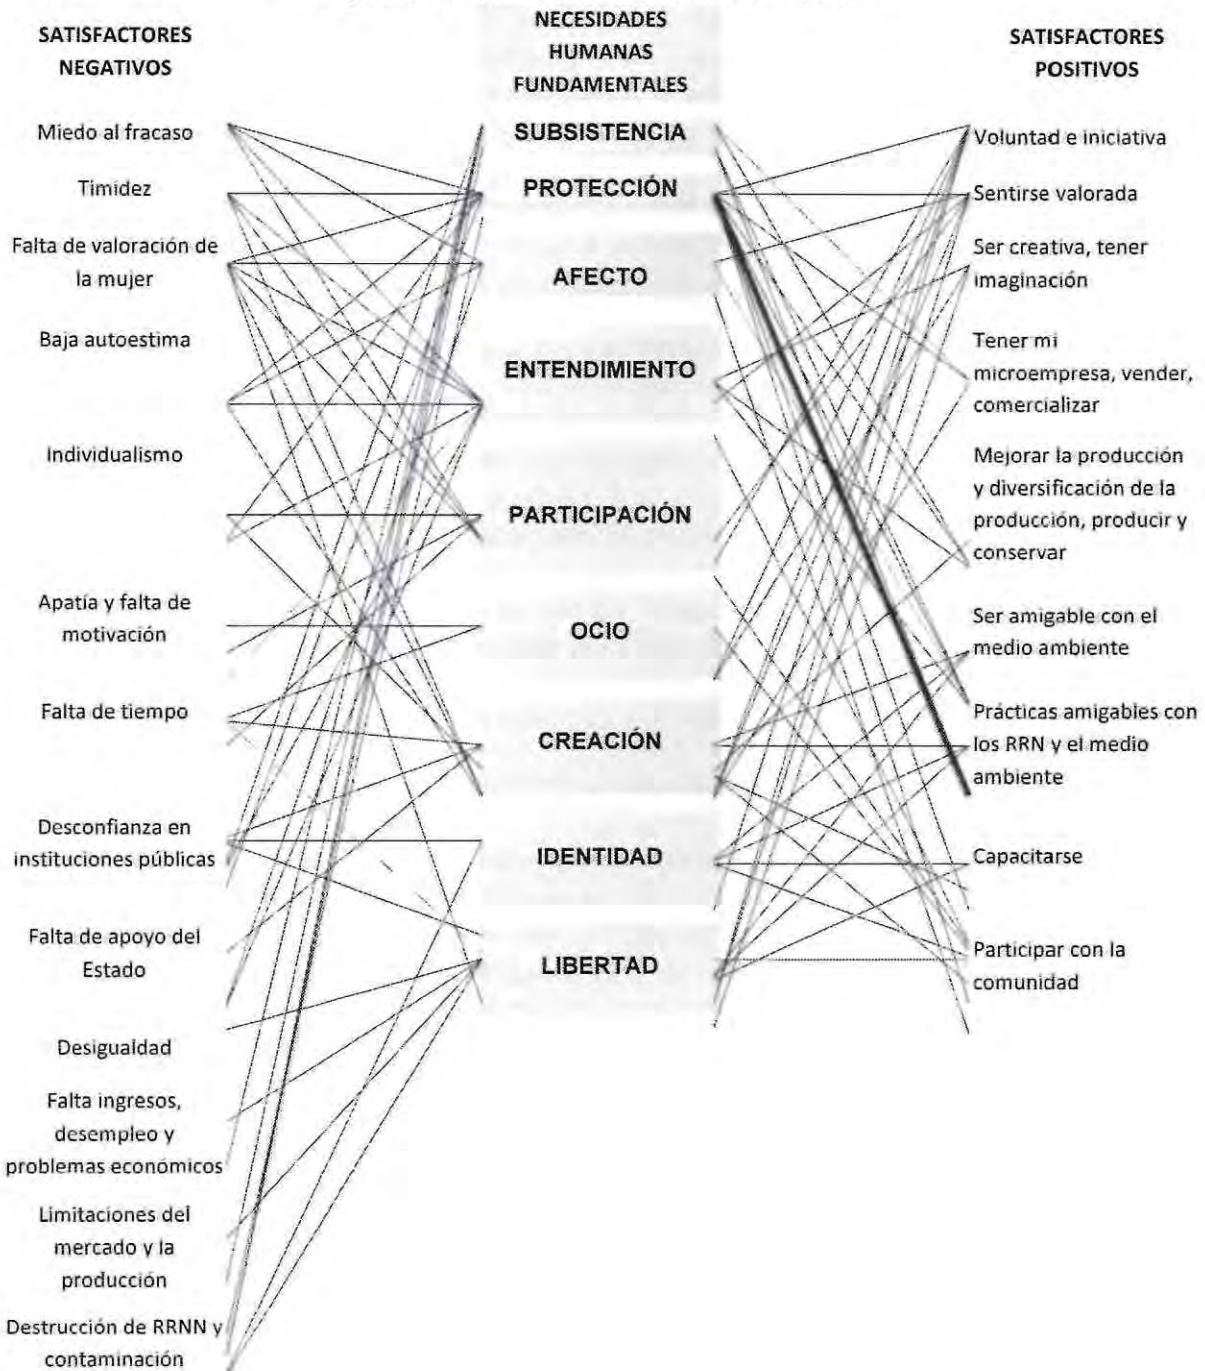 SATISFACTORES
NEGATIVOS
Miedo al fracaso
Timidez
Falta de valoración de
la mujer
Baja autoestima
Individualismo
Apatía y falta de
motivación
Falta de tiempo
Desconfianza en
instituciones públicas
Falta de apoyo del
Estado
Desigualdad
Falta ingresos,
desempleo y
problemas económicos
Limitaciones del
mercado y la
producción
Destrucción de RRNN y
contaminación
NECESIDADES
HUMANAS
FUNDAMENTALES
SUBSISTENCIA
PROTECCIÓN
AFECTO
ENTENDIMIENTO
PARTICIPACIÓN
OCIO
CREACIÓN
IDENTIDAD
LIBERTAD
SATISFACTORES
POSITIVOS
Voluntad e iniciativa
Sentirse valorada
Ser creativa, tener
imaginación
Tener mi
microempresa, vender,
comercializar
Mejorar la producción
y diversificación de la
producción, producir y
conservar
Ser amigable con el
medio ambiente
Prácticas amigables con
los RRN y el medio
ambiente
Capacitarse
Participar con la
comunidad